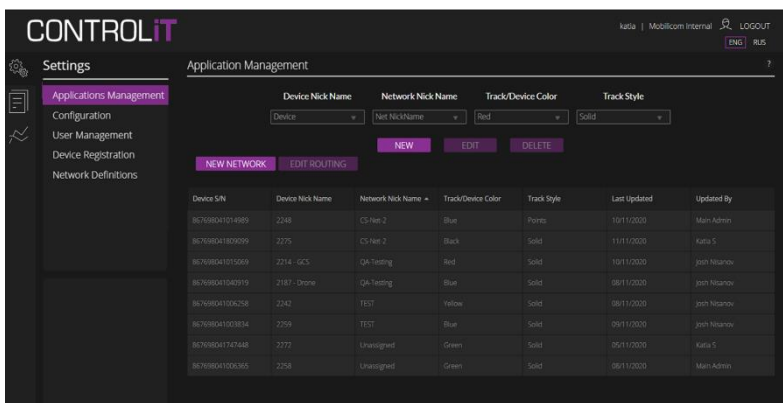 CONTROLiT
katia | Mobilicom Internal LOGOUT
ENG RUS
Settings
Application Management ?
Applications Management
Configuration
User Management
Device Registration
Network Definitions
Device Nick Name Network Nick Name Track/Device Color Track Style
Device Net NickName Red Solid
NEW EDIT DELETE
NEW NETWORK EDIT ROUTING
Device S/N Device Nick Name Network Nick Name Track/Device Color Track Style Last Updated Updated By
867698041014989 2248 CS-Net-2 Blue Points 10/11/2020 Main Admin
867698041809099 2275 CS-Net-2 Black Solid 11/11/2020 Katia S
867698041015069 2214 - GCS QA-Testing Red Solid 10/11/2020 Josh Nisanov
867698041040919 2187 - Drone QA-Testing Blue Solid 08/11/2020 Josh Nisanov
867698041006258 2242 TEST Yellow Solid 08/11/2020 Josh Nisanov
867698041003834 2259 TEST Blue Solid 09/11/2020 Josh Nisanov
867698041747448 2272 Unassigned Green Solid 05/11/2020 Katia S
867698041006365 2258 Unassigned Green Solid 08/11/2020 Main Admin